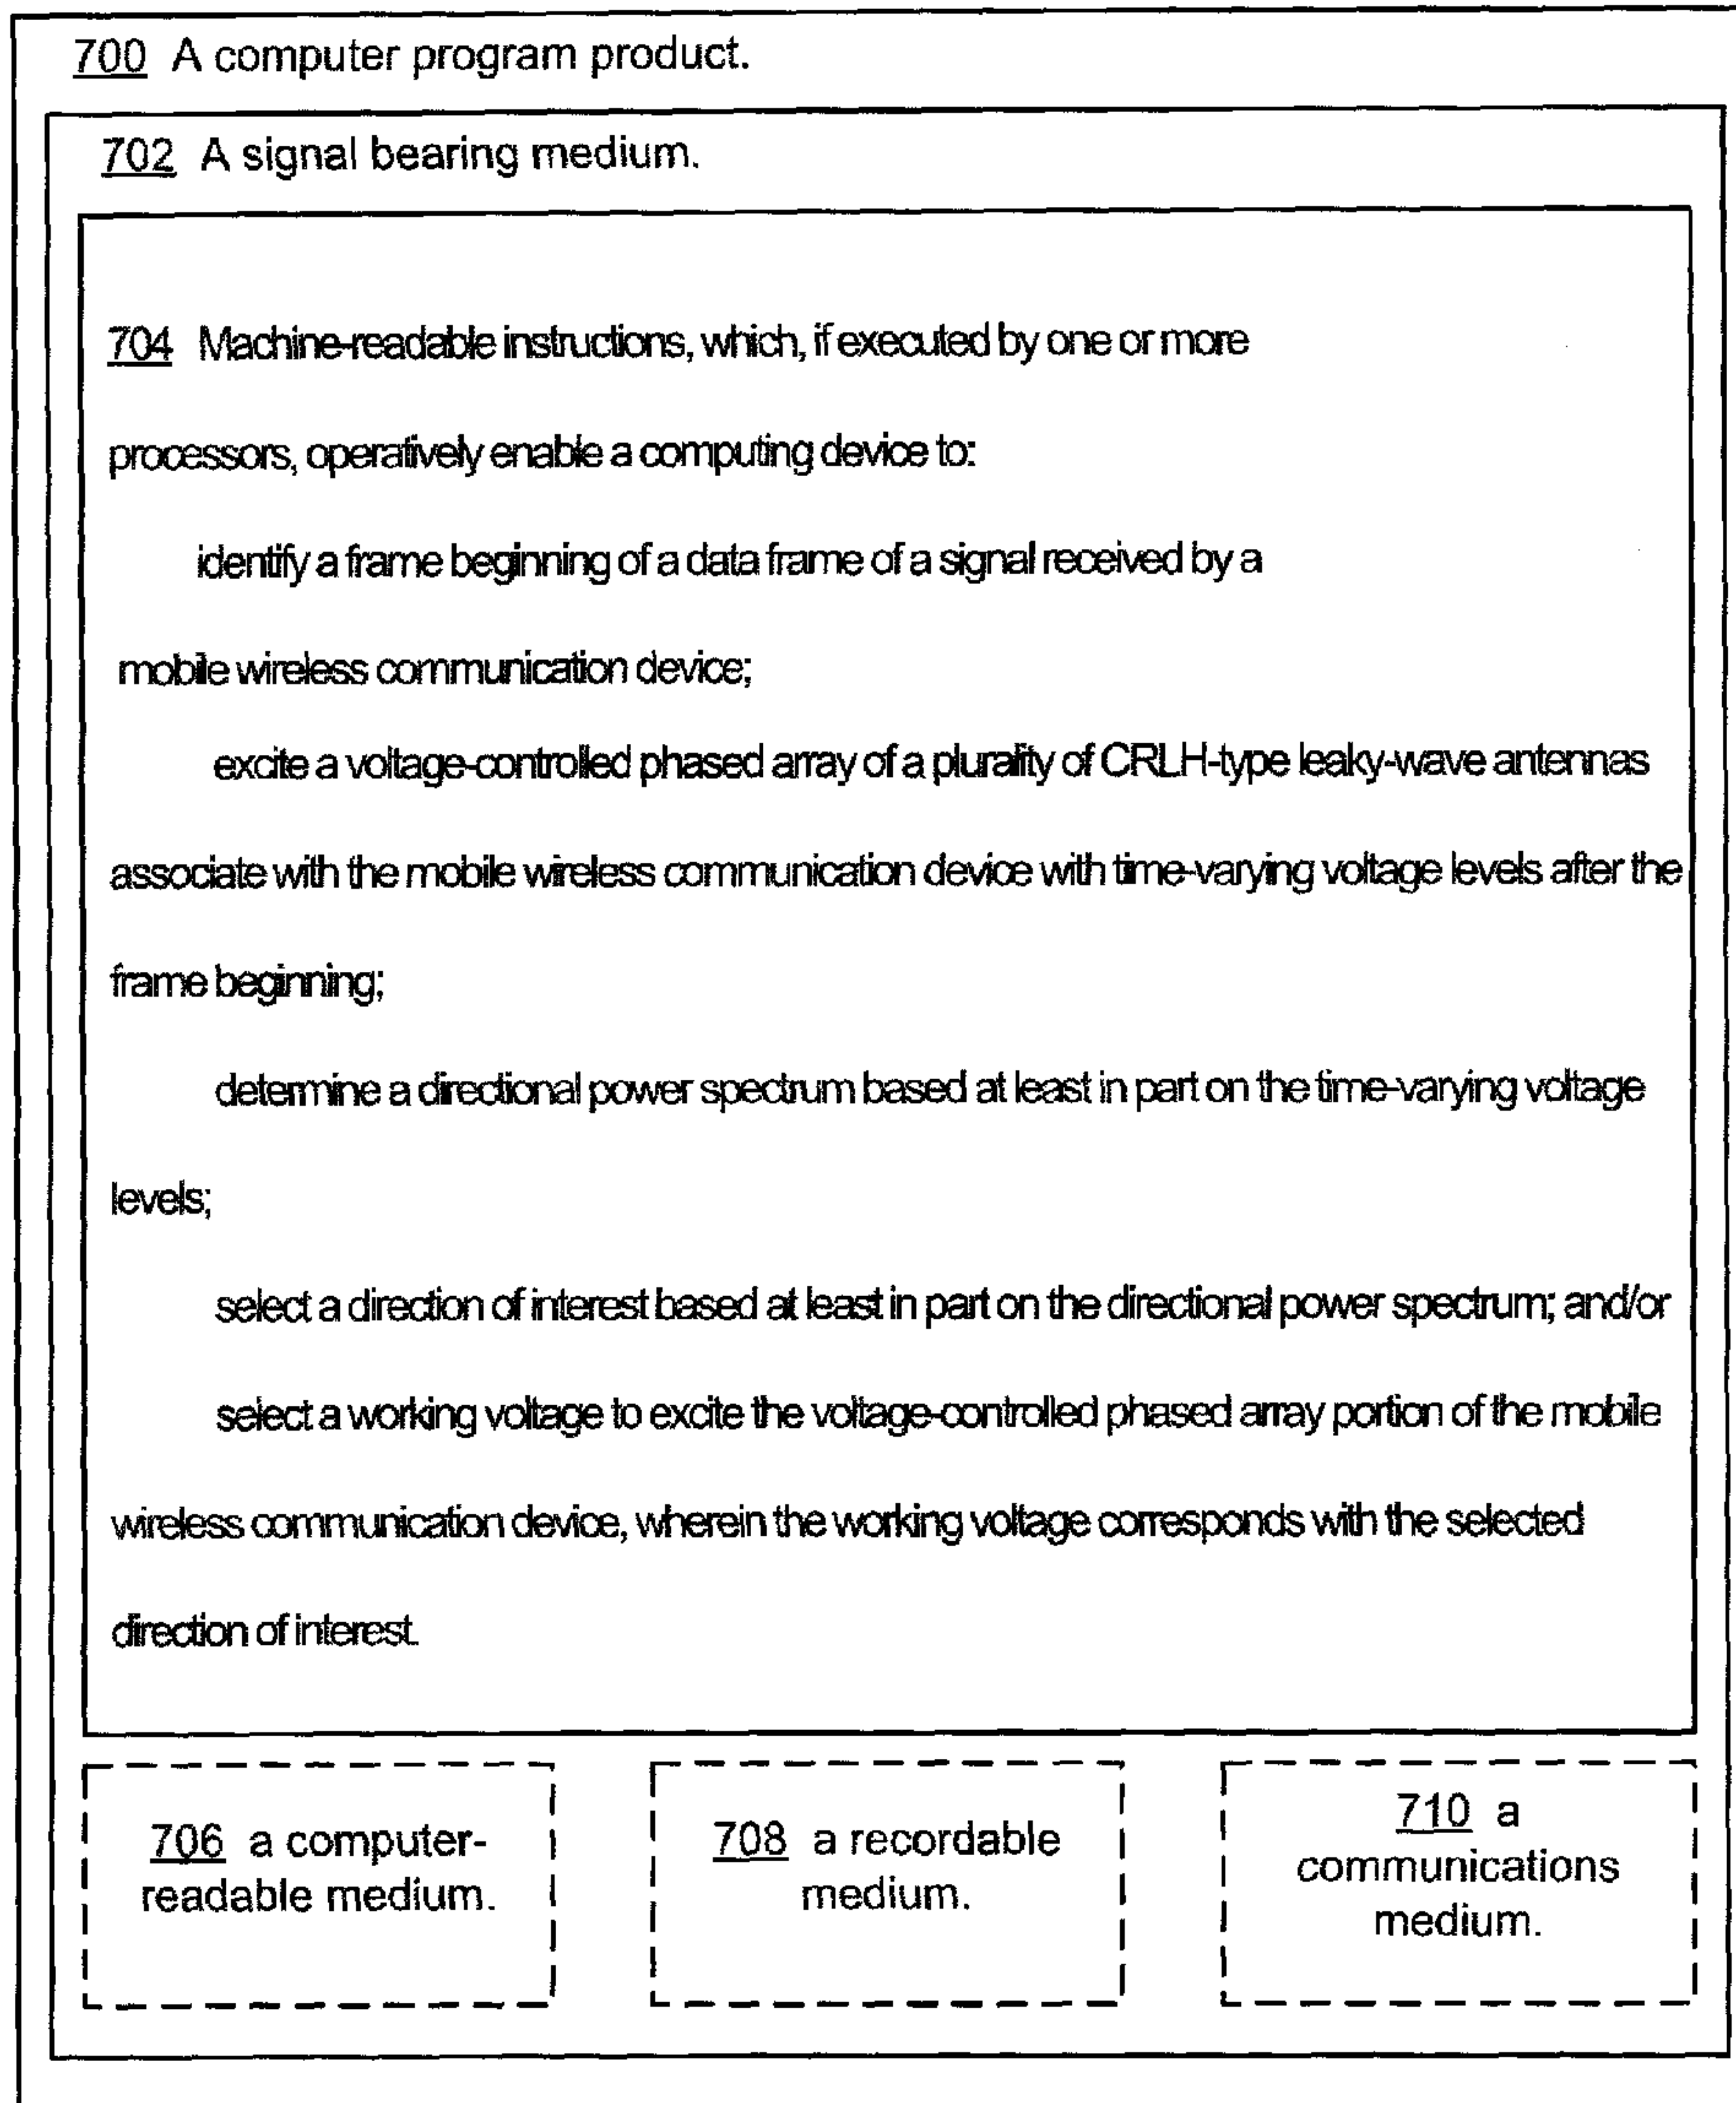 700 A computer program product.
702 A signal bearing medium.
704 Machine-readable instructions, which, if executed by one or more
processors, operatively enable a computing device to:
identify a frame beginning of a data frame of a signal received by a
mobile wireless communication device;
excite a voltage-controlled phased array of a plurality of CRLH-type leaky-wave antennas
associate with the mobile wireless communication device with time-varying voltage levels after the
frame beginning;
determine a directional power spectrum based at least in part on the time-varying voltage
levels;
select a direction of interest based at least in part on the directional power spectrum; and/or
select a working voltage to excite the voltage-controlled phased array portion of the mobile
wireless communication device, wherein the working voltage corresponds with the selected
direction of interest.
706 a computer-
readable medium.
708 a recordable
medium.
710 a
communications
medium.